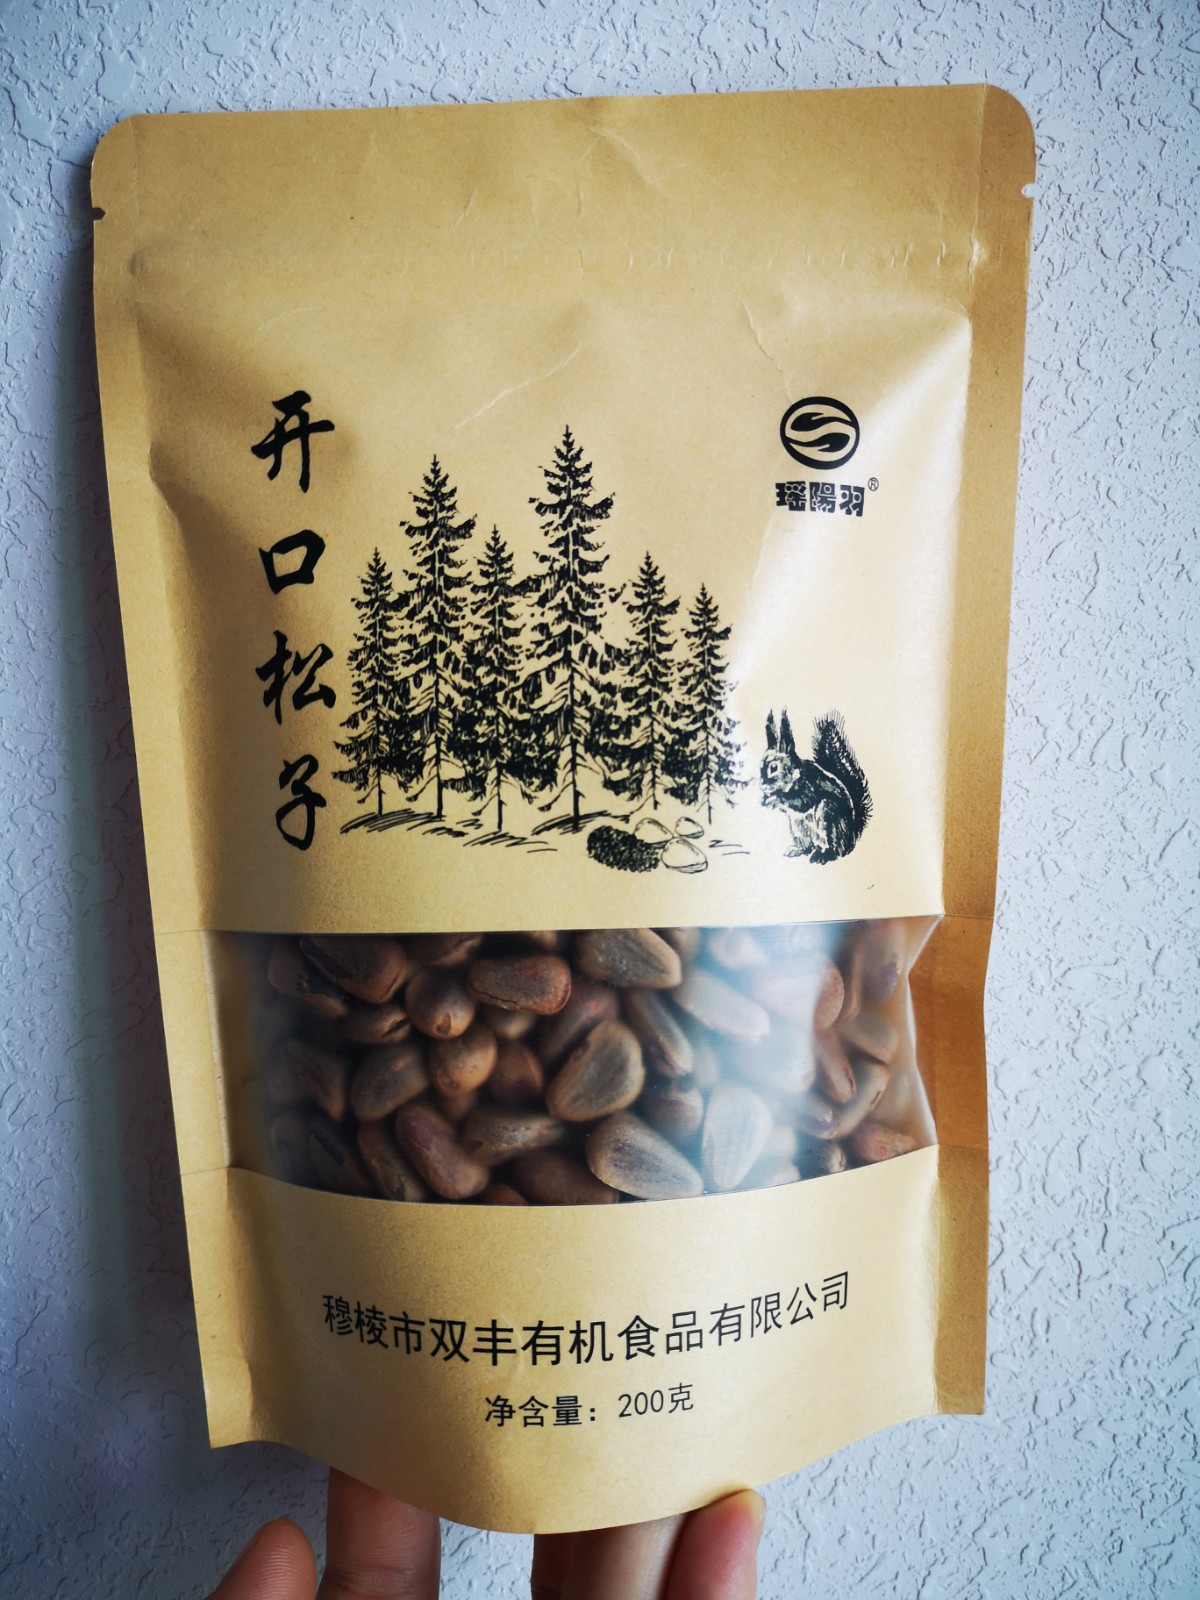 开口松子
瑶陽羽®
穆棱市双丰有机食品有限公司
净含量：200克